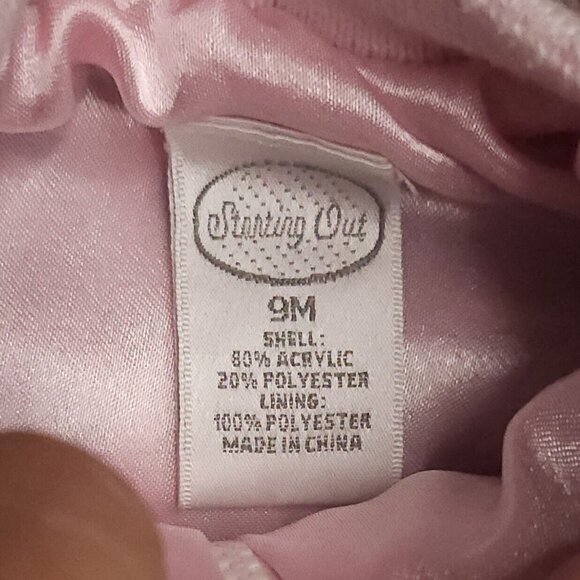 Starting Out
9M
SHELL:
80% ACRYLIC
20% POLYESTER
LINING:
100% POLYESTER
MADE IN CHINA